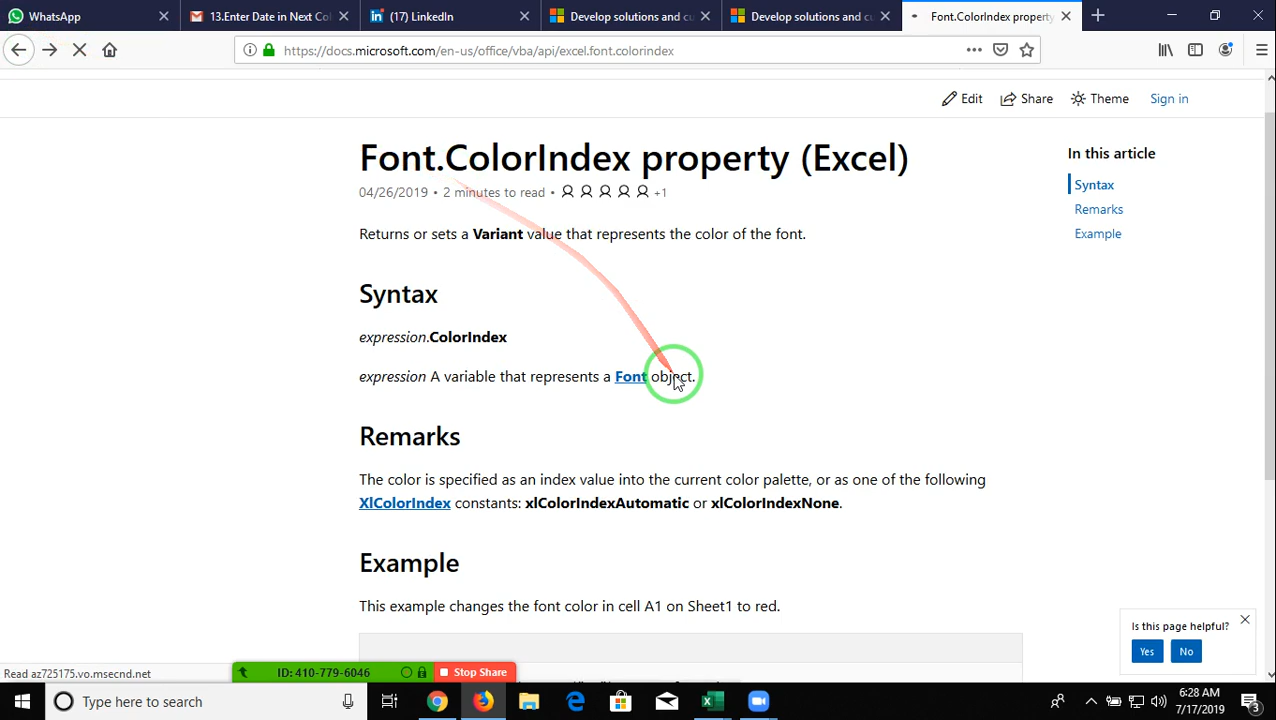 WhatsApp
13.Enter Date in Next Co
(17) LinkedIn
Develop solutions and cu
Develop solutions and cu
Font.ColorIndex property
https://docs.microsoft.com/en-us/office/vba/api/excel.font.colorindex
Edit
Share
Theme
Sign in
Font.ColorIndex property (Excel)
In this article
04/26/2019 • 2 minutes to read •
+1
Syntax
Remarks
Example
Returns or sets a Variant value that represents the color of the font.
Syntax
expression.ColorIndex
expression A variable that represents a Font object.
Remarks
The color is specified as an index value into the current color palette, or as one of the following
XlColorIndex constants: xlColorIndexAutomatic or xlColorIndexNone.
Example
This example changes the font color in cell A1 on Sheet1 to red.
Is this page helpful?
Yes
No
Read az725175.vo.msecnd.net
ID: 410-779-6046
Stop Share
Type here to search
6:28 AM
7/17/2019
3